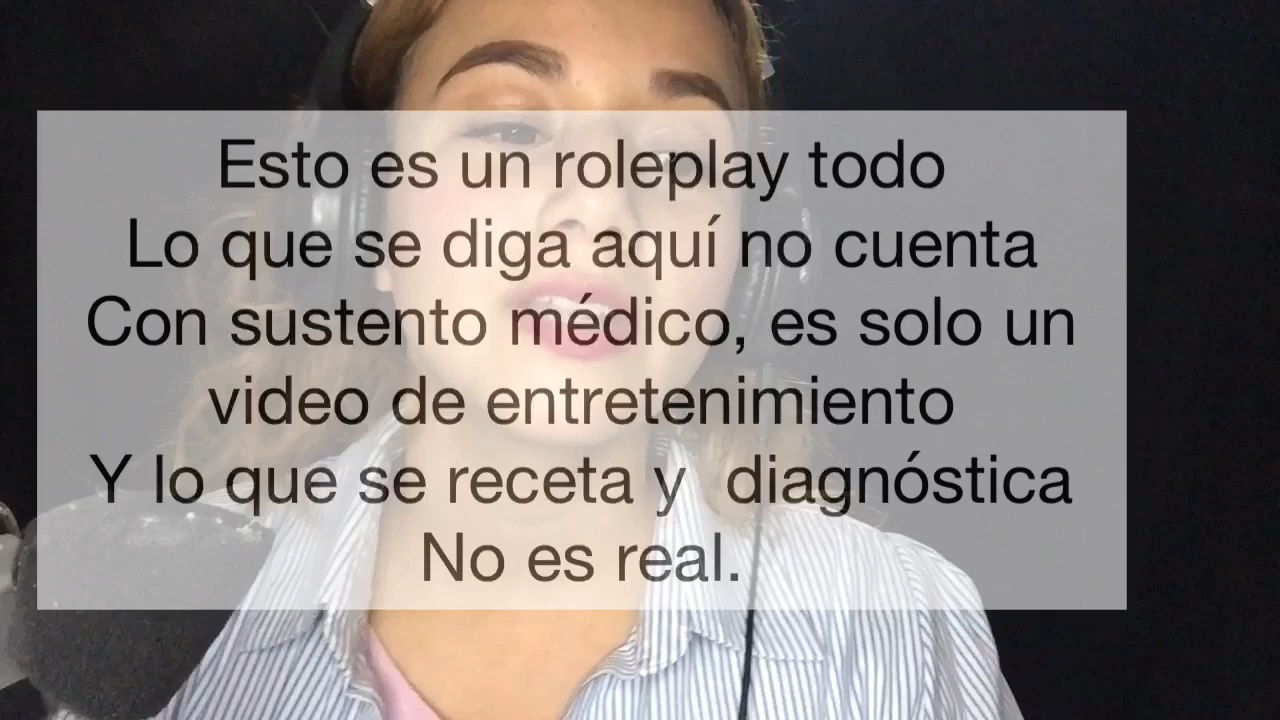 Esto es un roleplay todo
Lo que se diga aquí no cuenta
Con sustento médico, es solo un
video de entretenimiento
Y lo que se receta y  diagnóstica
No es real.